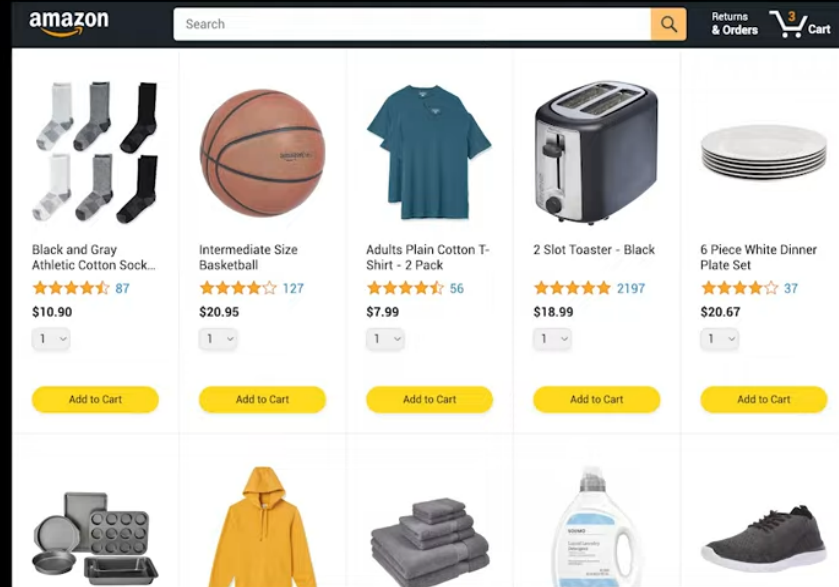 amazon
Search
Returns
& Orders
3
Cart
Black and Gray
Athletic Cotton Sock...
87
$10.90
1
Add to Cart
Intermediate Size
Basketball
127
$20.95
1
Add to Cart
Adults Plain Cotton T-
Shirt - 2 Pack
56
$7.99
1
Add to Cart
2 Slot Toaster - Black
2197
$18.99
1
Add to Cart
6 Piece White Dinner
Plate Set
37
$20.67
1
Add to Cart